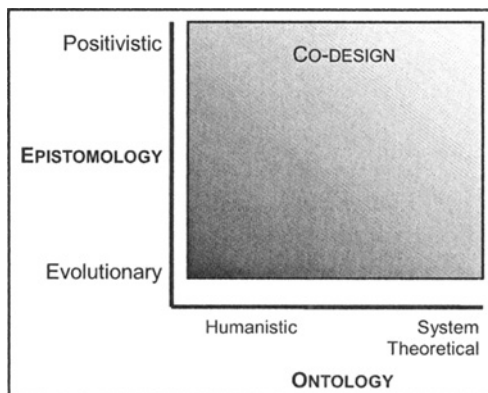 Positivistic
CO-DESIGN
EPISTOMOLOGY
Evolutionary
Humanistic
System
Theoretical
ONTOLOGY